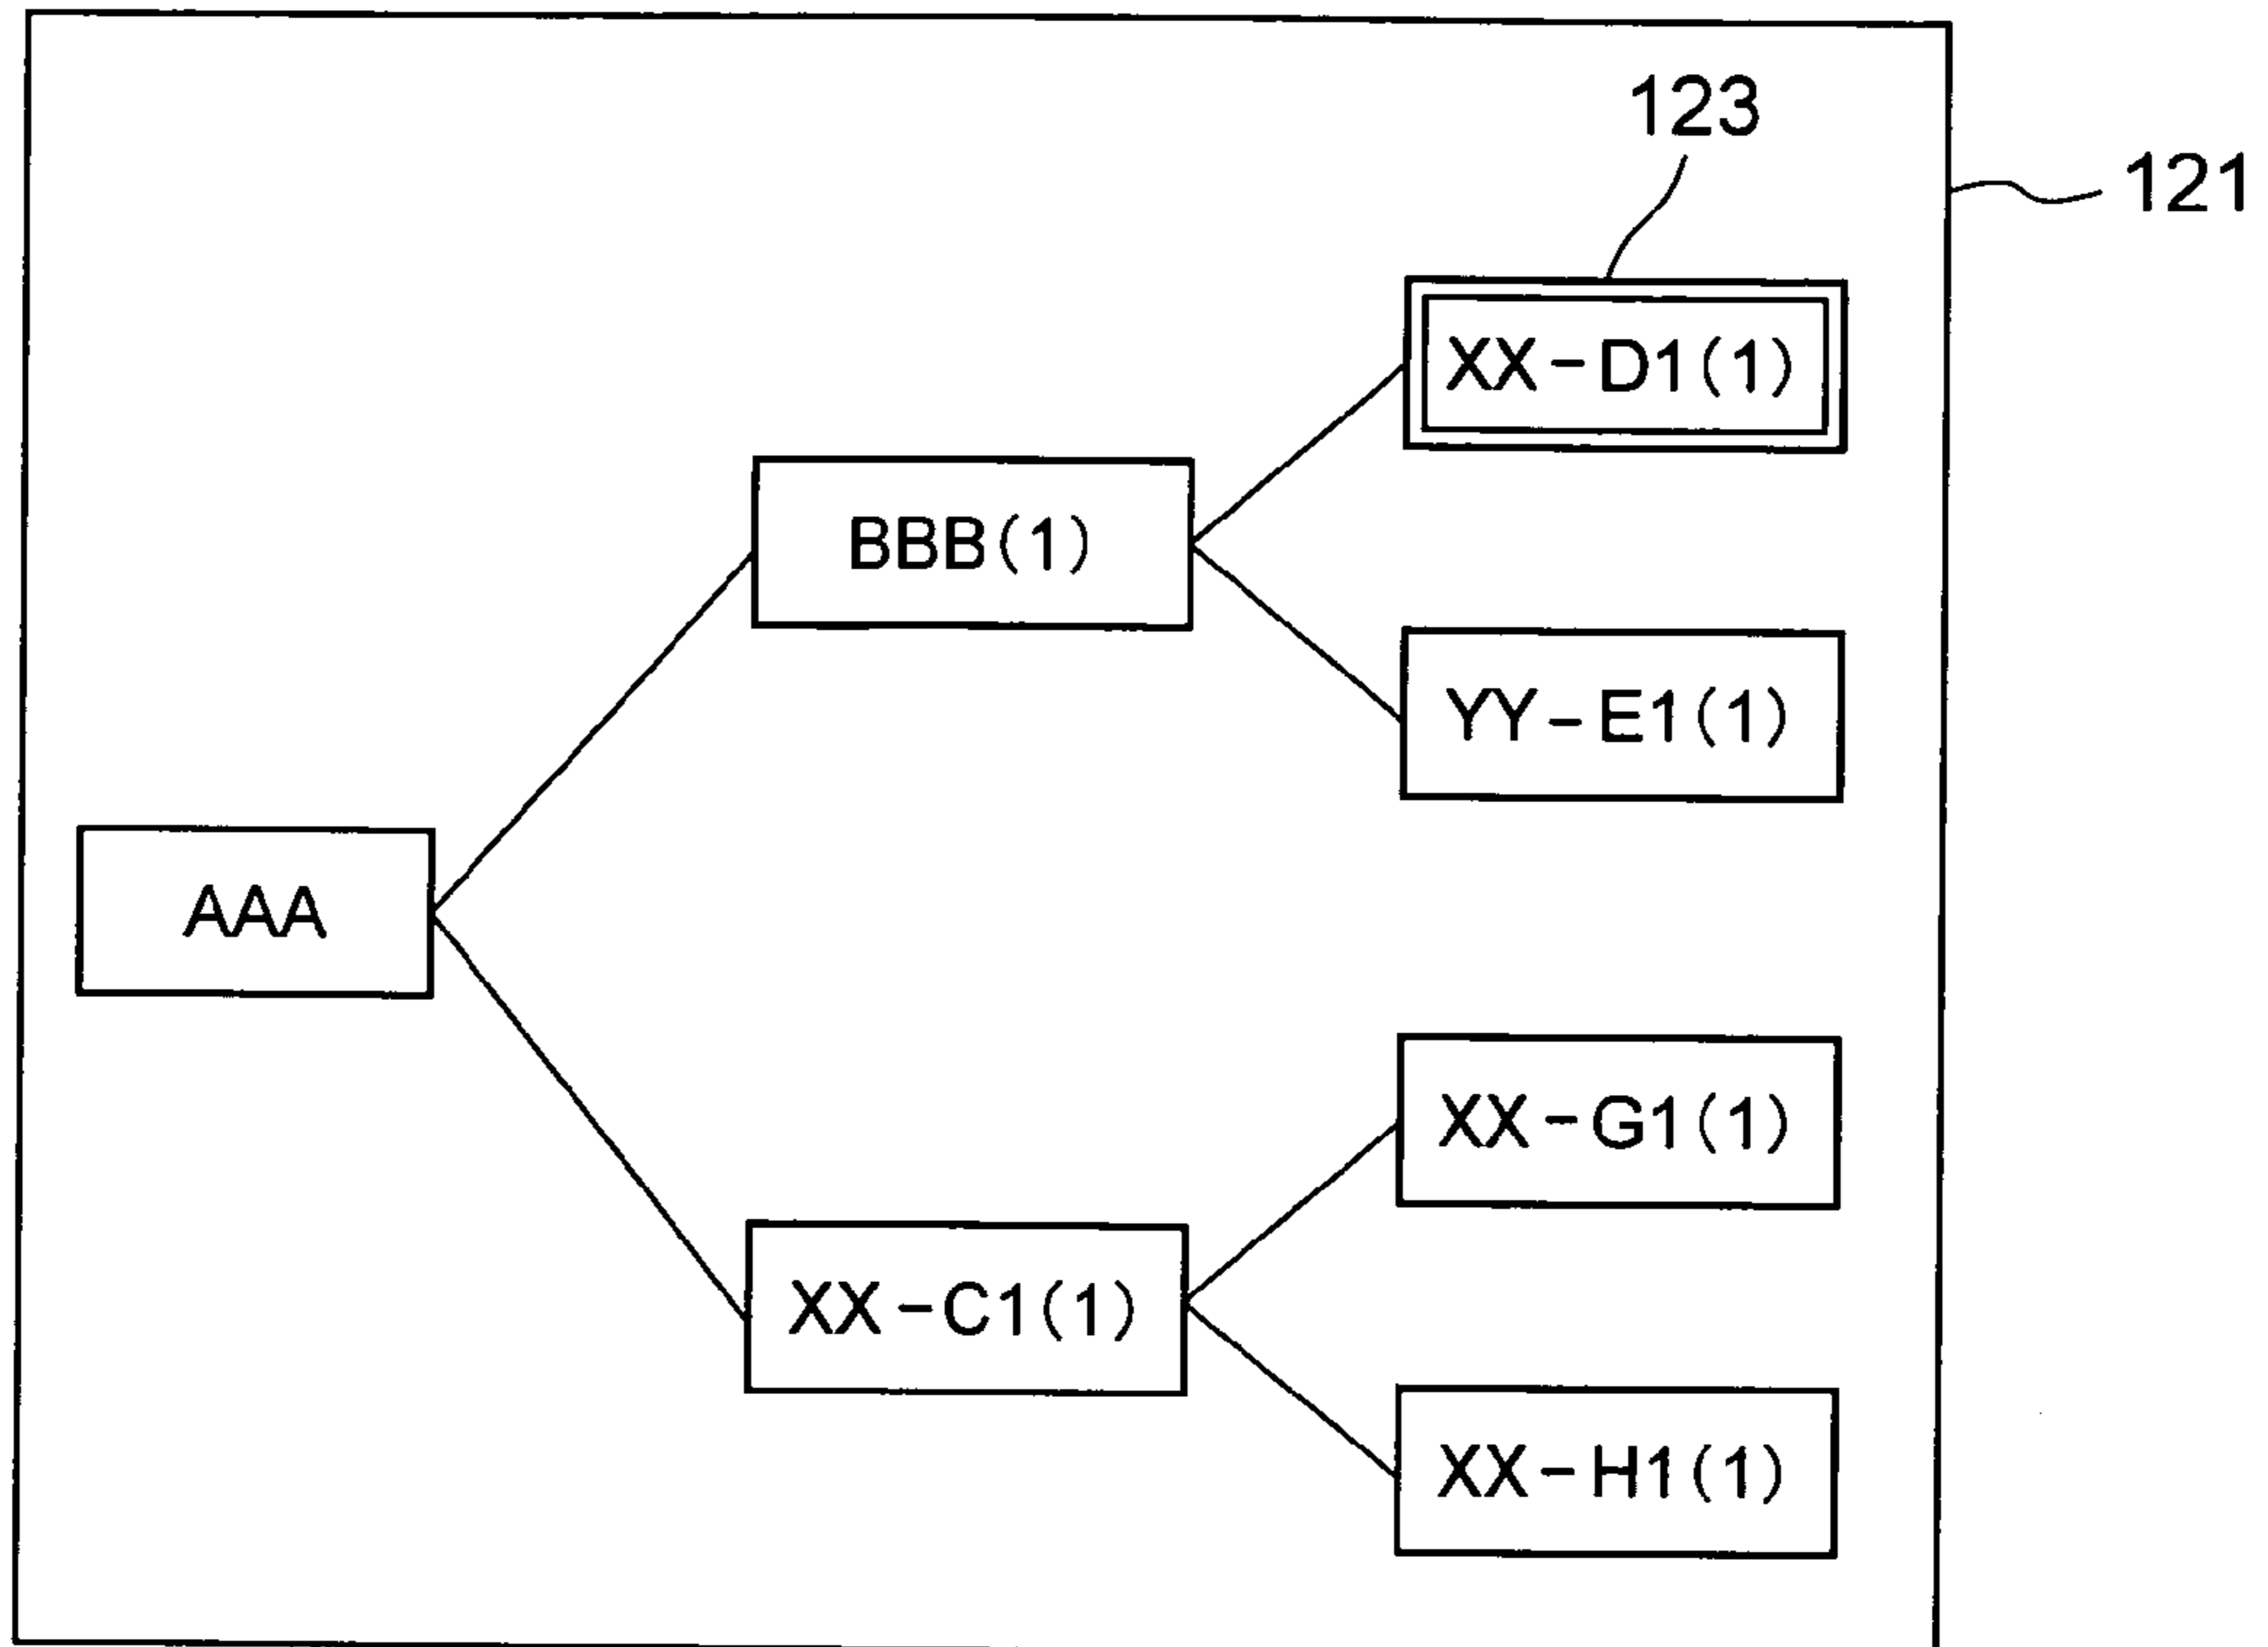 123
121
XX-D1(1)
BBB(1)
YY-E1(1)
AAA
XX-G1(1)
XX-C1(1)
XX-H1(1)